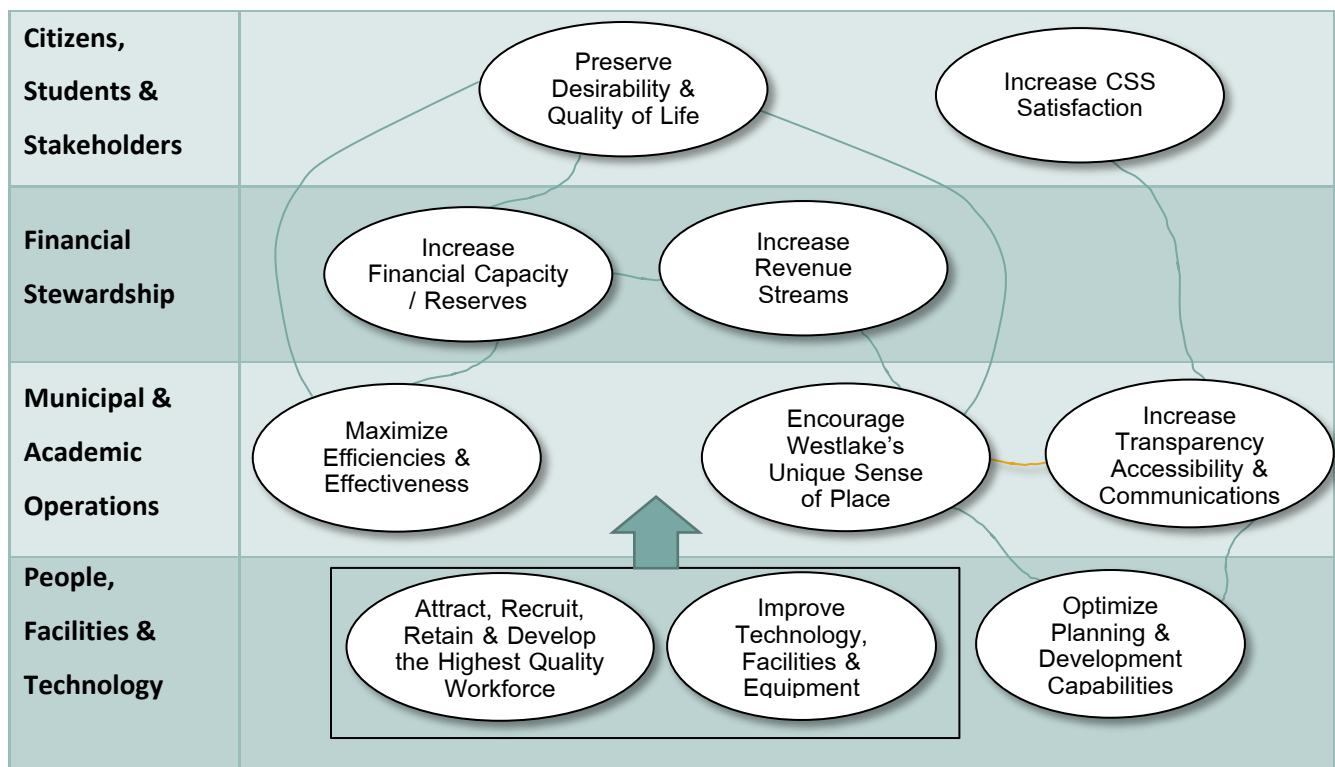 Citizens,
Students &
Stakeholders
Preserve
Desirability &
Quality of Life
Increase CSS
Satisfaction
Financial
Stewardship
Increase
Financial Capacity
/ Reserves
Increase
Revenue
Streams
Municipal &
Academic
Operations
Maximize
Efficiencies &
Effectiveness
Encourage
Westlake’s
Unique Sense
of Place
Increase
Transparency
Accessibility &
Communications
People,
Facilities &
Technology
Attract, Recruit,
Retain & Develop
the Highest Quality
Workforce
Improve
Technology,
Facilities &
Equipment
Optimize
Planning &
Development
Capabilities